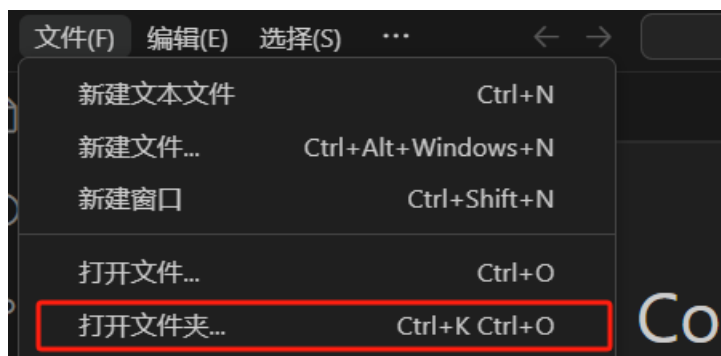 文件(F) 编辑(E) 选择(S) ···
新建文本文件 Ctrl+N
新建文件... Ctrl+Alt+Windows+N
新建窗口 Ctrl+Shift+N
打开文件... Ctrl+O
打开文件夹... Ctrl+K Ctrl+O
Co